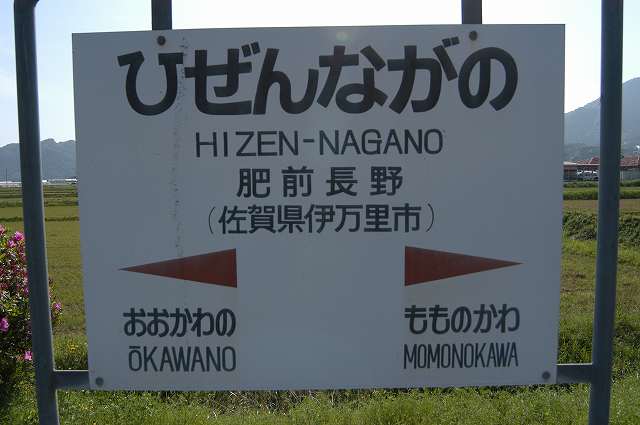 ひぜんながの
HIZEN-NAGANO
肥前長野
(佐賀県伊万里市)
おおかわの
ŌKAWANO
もものかわ
MOMONOKAWA